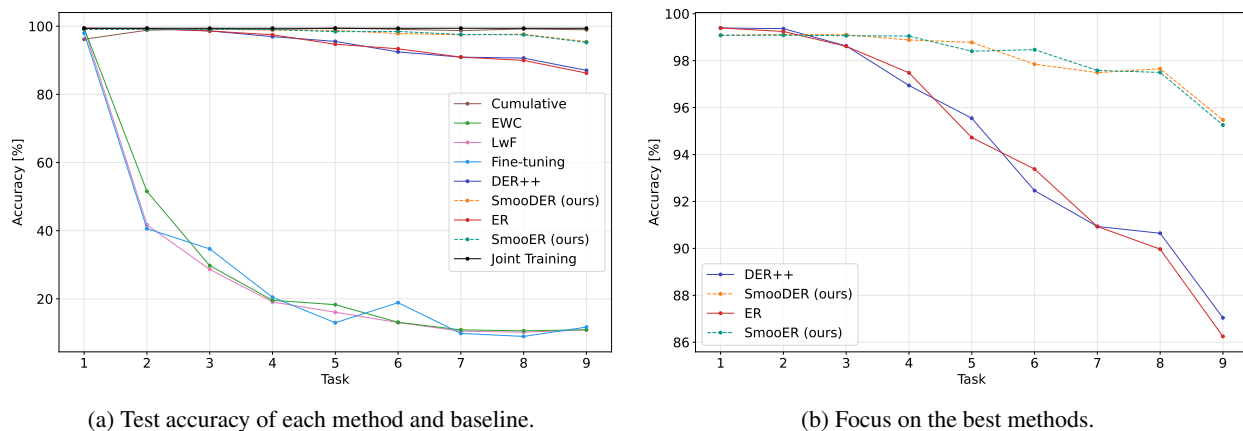 100
80
60
40
20
Accuracy [%]
Cumulative
EWC
LwF
Fine-tuning
DER++
SmooDER (ours)
ER
SmooER (ours)
Joint Training
1 2 3 4 5 6 7 8 9
Task
(a) Test accuracy of each method and baseline.
100
98
96
94
92
90
88
86
Accuracy [%]
DER++
SmooDER (ours)
ER
SmooER (ours)
1 2 3 4 5 6 7 8 9
Task
(b) Focus on the best methods.